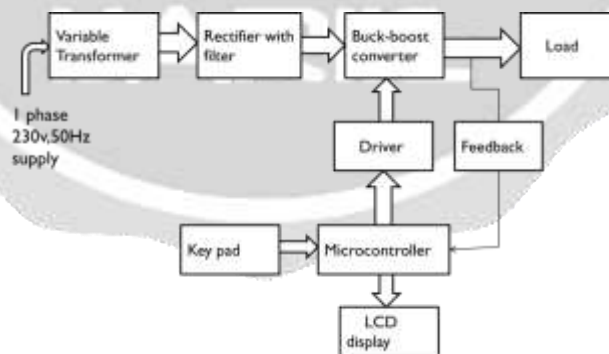 Variable
Transformer
Rectifier with
filter
Buck-boost
converter
Load
1 phase
230v,50Hz
supply
Driver
Feedback
Key pad
Microcontroller
LCD
display